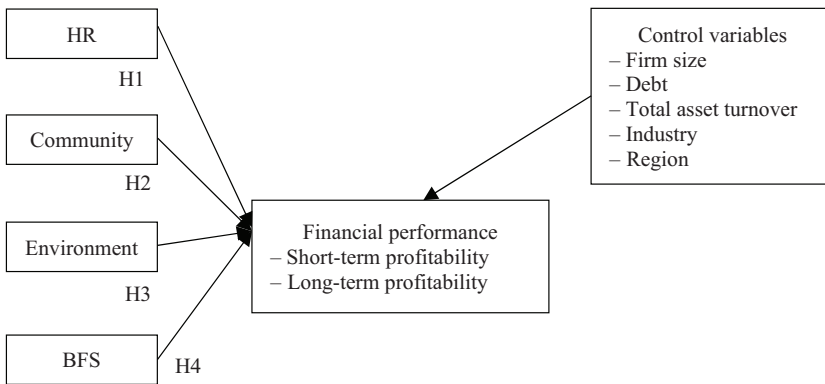 HR
H1
Community
H2
Environment
H3
BFS
H4
Financial performance
– Short-term profitability
– Long-term profitability
Control variables
– Firm size
– Debt
– Total asset turnover
– Industry
– Region